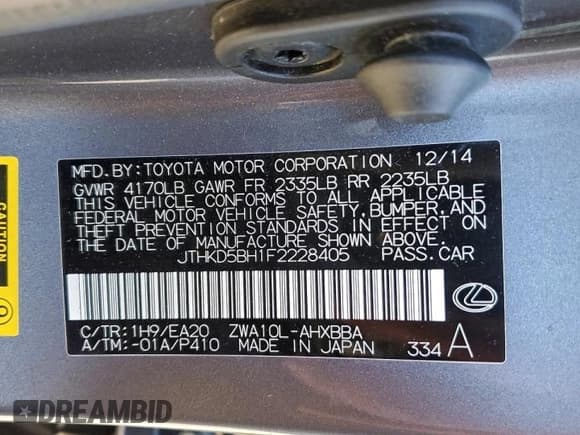 MFD.BY:TOYOTA MOTOR CORPORATION 12/14
GVWR 4170LB GAWR FR 2335LB RR 2235LB
THIS VEHICLE CONFORMS TO ALL APPLICABLE
FEDERAL MOTOR VEHICLE SAFETY,BUMPER,AND
THEFT PREVENTION STANDARDS IN EFFECT ON
THE DATE OF MANUFACTURE SHOWN ABOVE.
JTHKD5BH1F2228405 PASS.CAR
CAUTION
C/TR:1H9/EA20 ZWA10L-AHXBBA
A/TM:-01A/P410 MADE IN JAPAN 334 A
DREAMBID